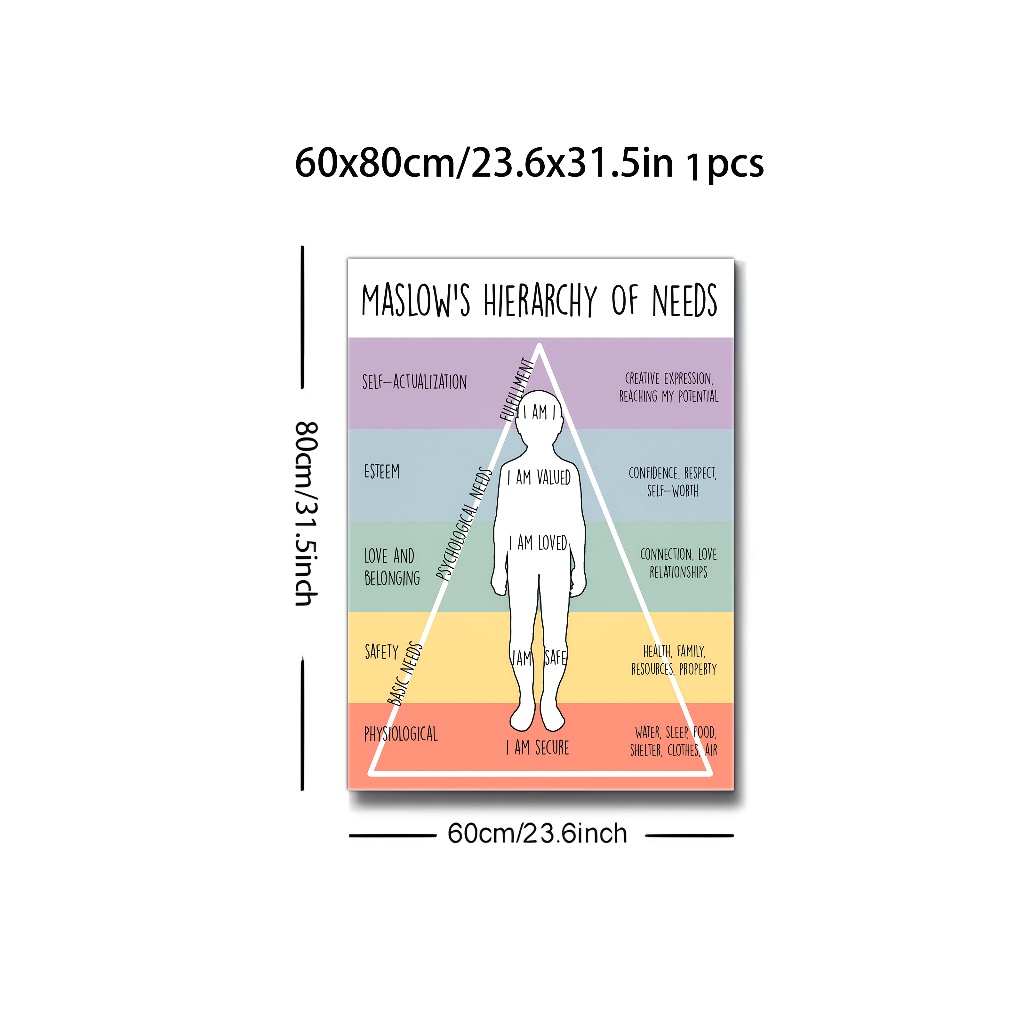 60x80cm/23.6x31.5in 1pcs
80cm/31.5inch
MASLOW'S HIERARCHY OF NEEDS
FULFILLMENT
SELF-ACTUALIZATION
I AM I
CREATIVE EXPRESSION,
REACHING MY POTENTIAL
PSYCHOLOGICAL NEEDS
ESTEEM
I AM VALUED
CONFIDENCE, RESPECT,
SELF-WORTH
LOVE AND
BELONGING
I AM LOVED
CONNECTION, LOVE
RELATIONSHIPS
BASIC NEEDS
SAFETY
I AM SAFE
HEALTH, FAMILY,
RESOURCES, PROPERTY
PHYSIOLOGICAL
I AM SECURE
WATER, SLEEP, FOOD,
SHELTER, CLOTHES, AIR
60cm/23.6inch